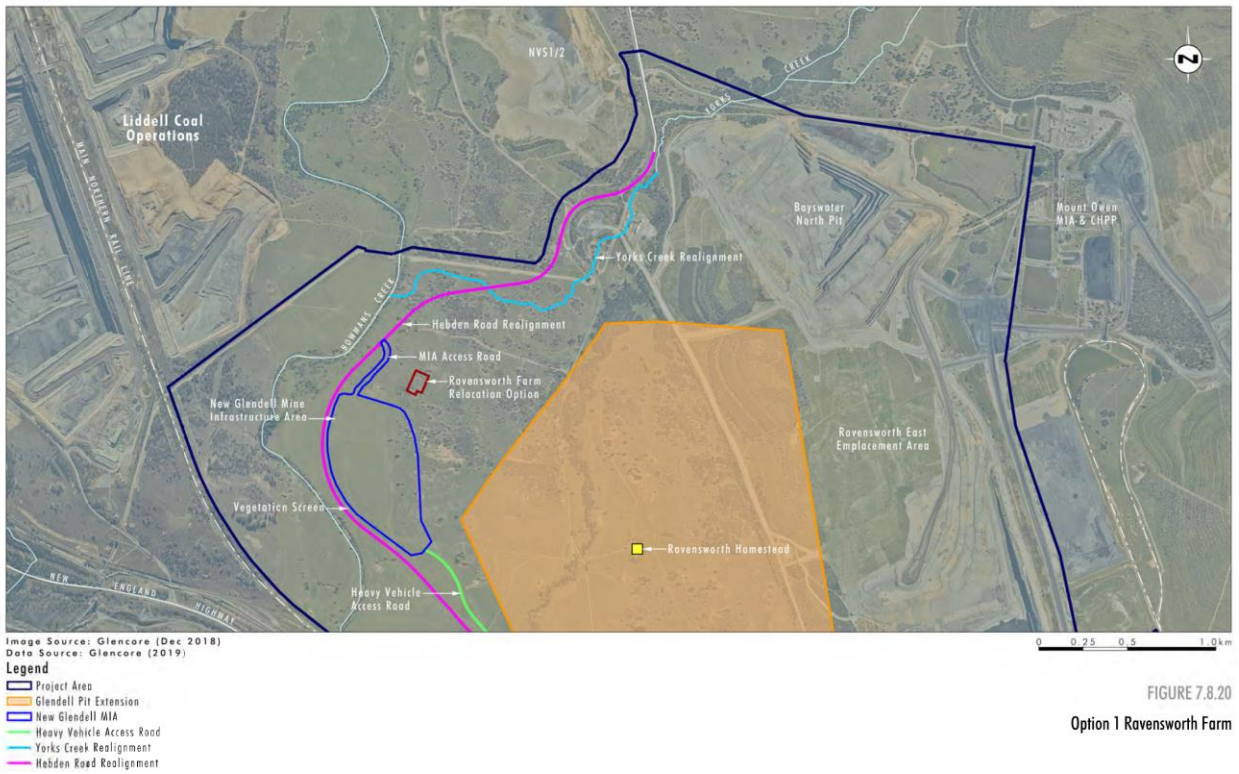 NVS1/2
YORKS CREEK
N
Liddell Coal
Operations
MAIN NORTHERN RAIL LINE
Bayswater
North Pit
Mount Owen
MIA & CHPP
Yorks Creek Realignment
BOWMANS CREEK
Hebden Road Realignment
MIA Access Road
Ravensworth Farm
Relocation Option
New Glendell Mine
Infrastructure Area
Ravensworth East
Emplacement Area
Vegetation Screen
Ravensworth Homestead
NEW ENGLAND HIGHWAY
Heavy Vehicle
Access Road
Image Source: Glencore (Dec 2018)
Data Source: Glencore (2019)
0 0.25 0.5 1.0km
Legend
Project Area
Glendell Pit Extension
New Glendell MIA
Heavy Vehicle Access Road
Yorks Creek Realignment
Hebden Road Realignment
FIGURE 7.8.20
Option 1 Ravensworth Farm